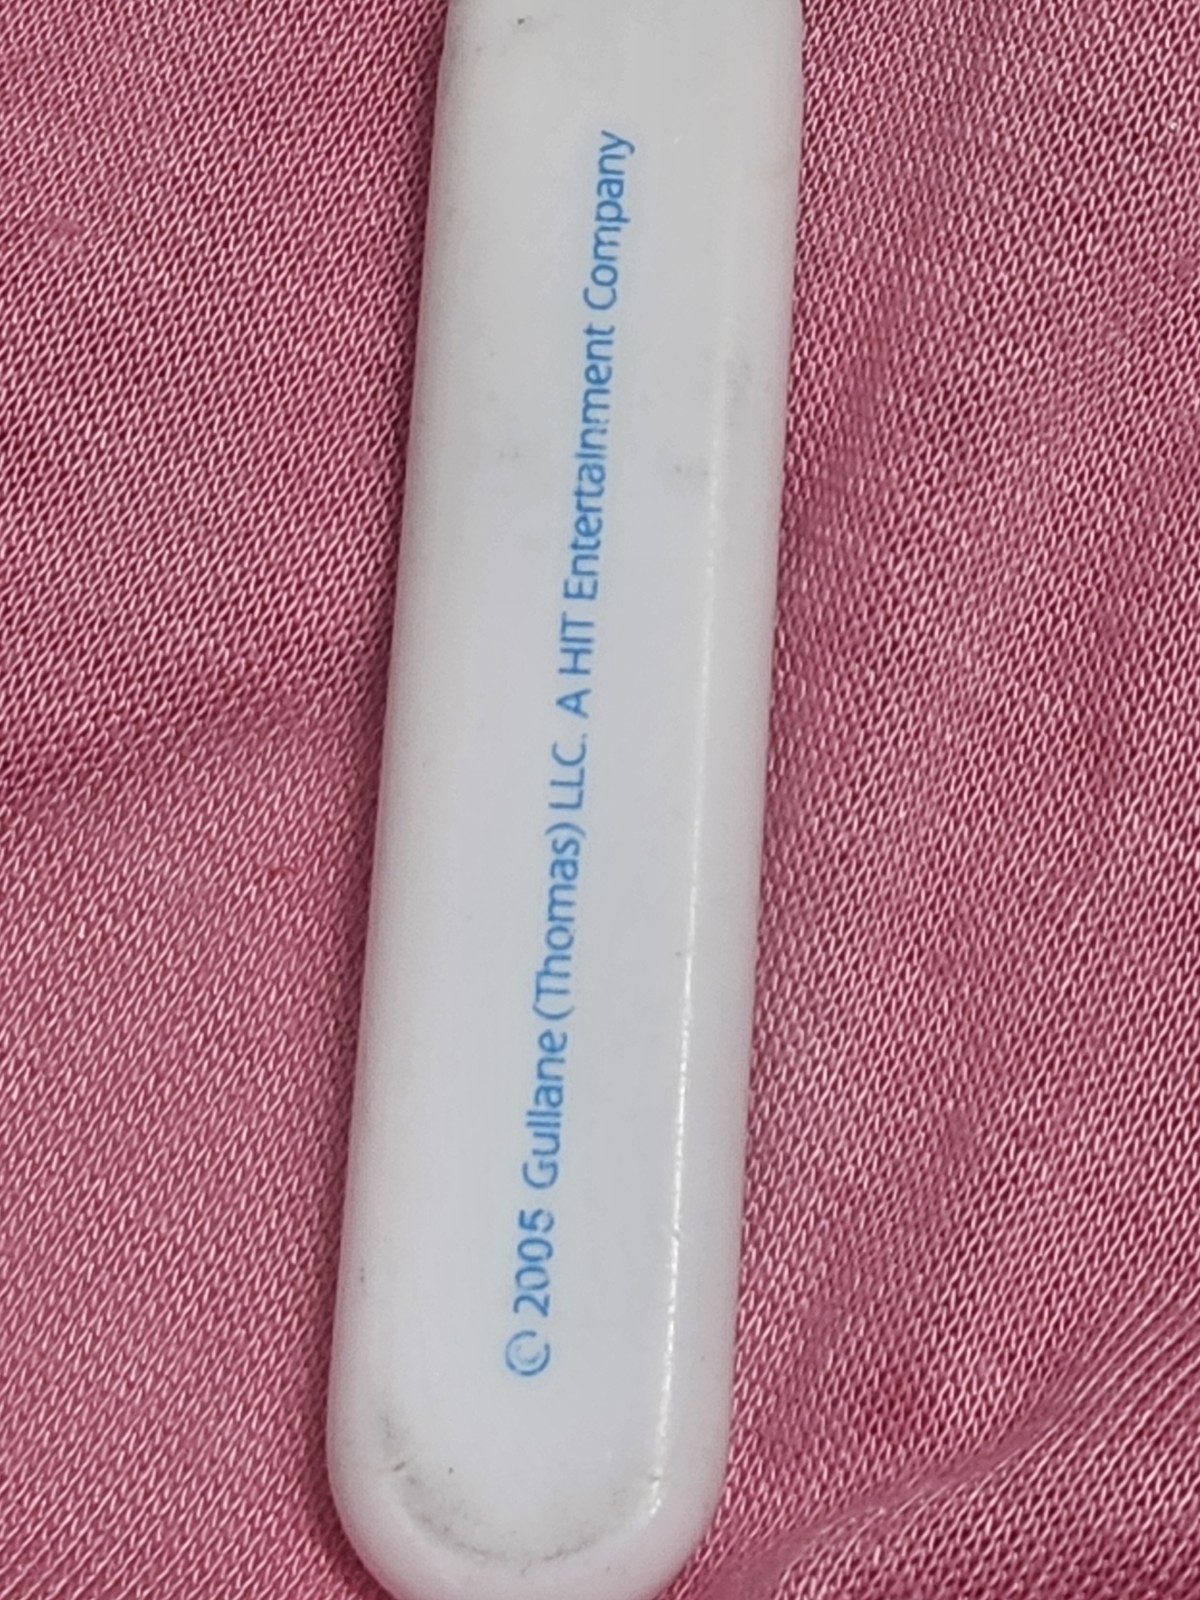 © 2005 Gullane (Thomas) LLC. A HIT Entertainment Company